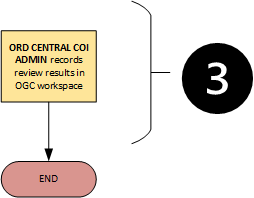 ORD CENTRAL COI
ADMIN records
review results in
OGC workspace
3
END